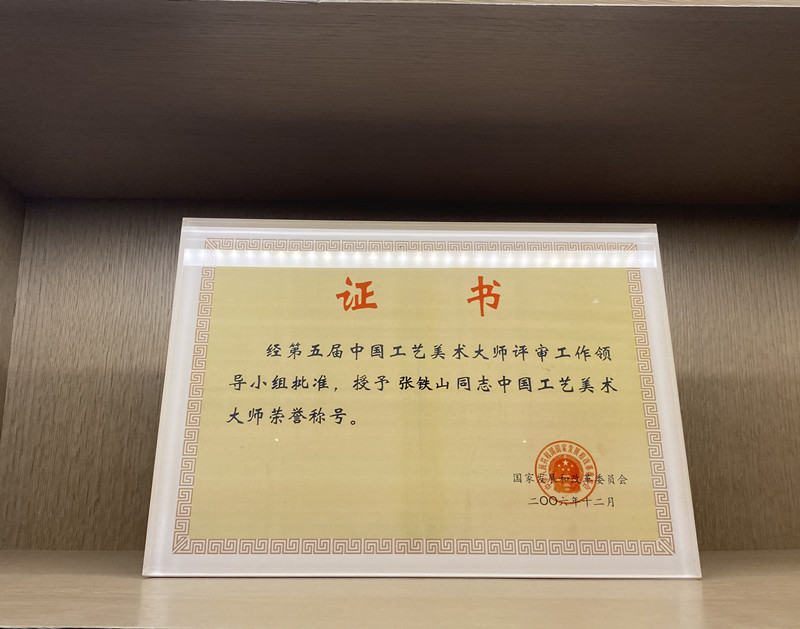 证 书
经第五届中国工艺美术大师评审工作领
导小组批准，授予张铁山同志中国工艺美术
大师荣誉称号。
国家发展和改革委员会
二〇〇六年十二月